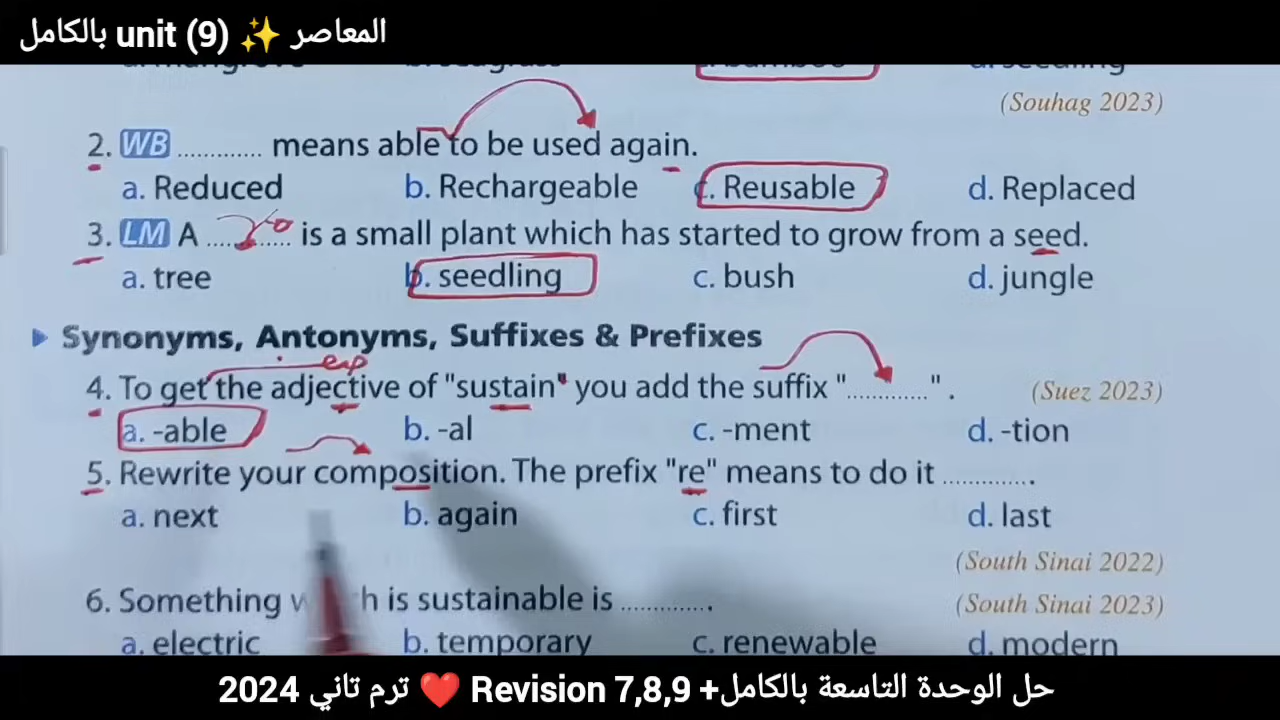 المعاصر ✨ unit (9) بالكامل
(Souhag 2023)
2. WB ............ means able to be used again.
a. Reduced b. Rechargeable c. Reusable d. Replaced
3. LM A ............ is a small plant which has started to grow from a seed.
a. tree b. seedling c. bush d. jungle
Synonyms, Antonyms, Suffixes & Prefixes
4. To get the adjective of "sustain" you add the suffix "............". (Suez 2023)
a. -able b. -al c. -ment d. -tion
5. Rewrite your composition. The prefix "re" means to do it ............
a. next b. again c. first d. last
(South Sinai 2022)
6. Something which is sustainable is ............ (South Sinai 2023)
a. electric b. temporary c. renewable d. modern
حل الوحدة التاسعة بالكامل+ Revision 7,8,9 ❤️ ترم تاني 2024